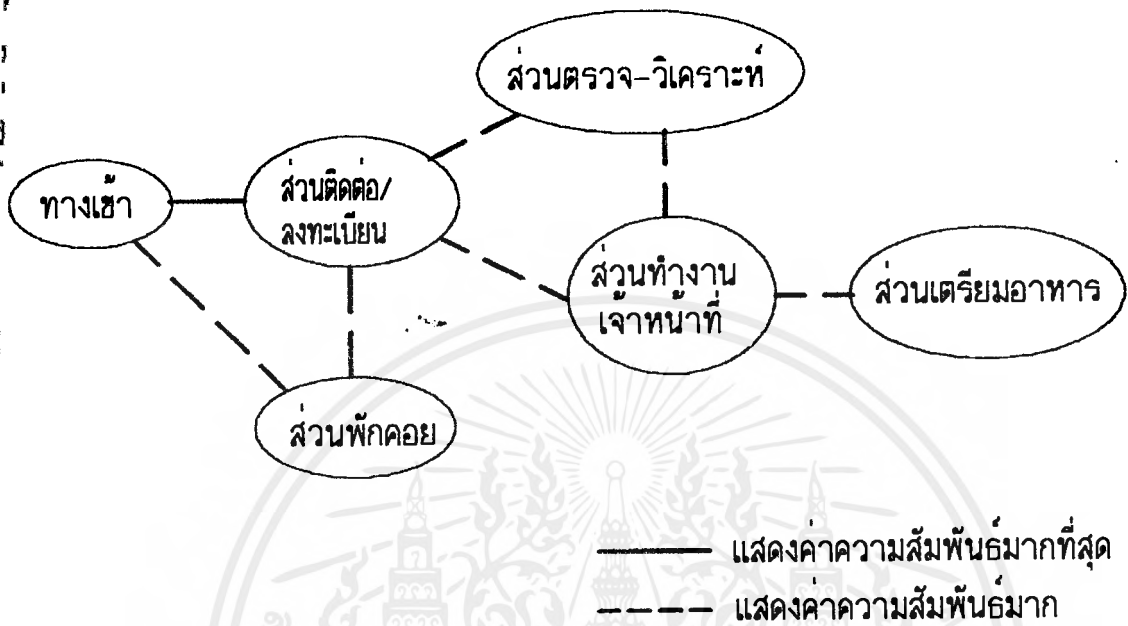 ส่วนตรวจ-วิเคราะห์
ทางเข้า
ส่วนติดต่อ/
ลงทะเบียน
ส่วนทำงาน
เจ้าหน้าที่
ส่วนเตรียมอาหาร
ส่วนพักคอย
แสดงค่าความสัมพันธ์มากที่สุด
แสดงค่าความสัมพันธ์มาก